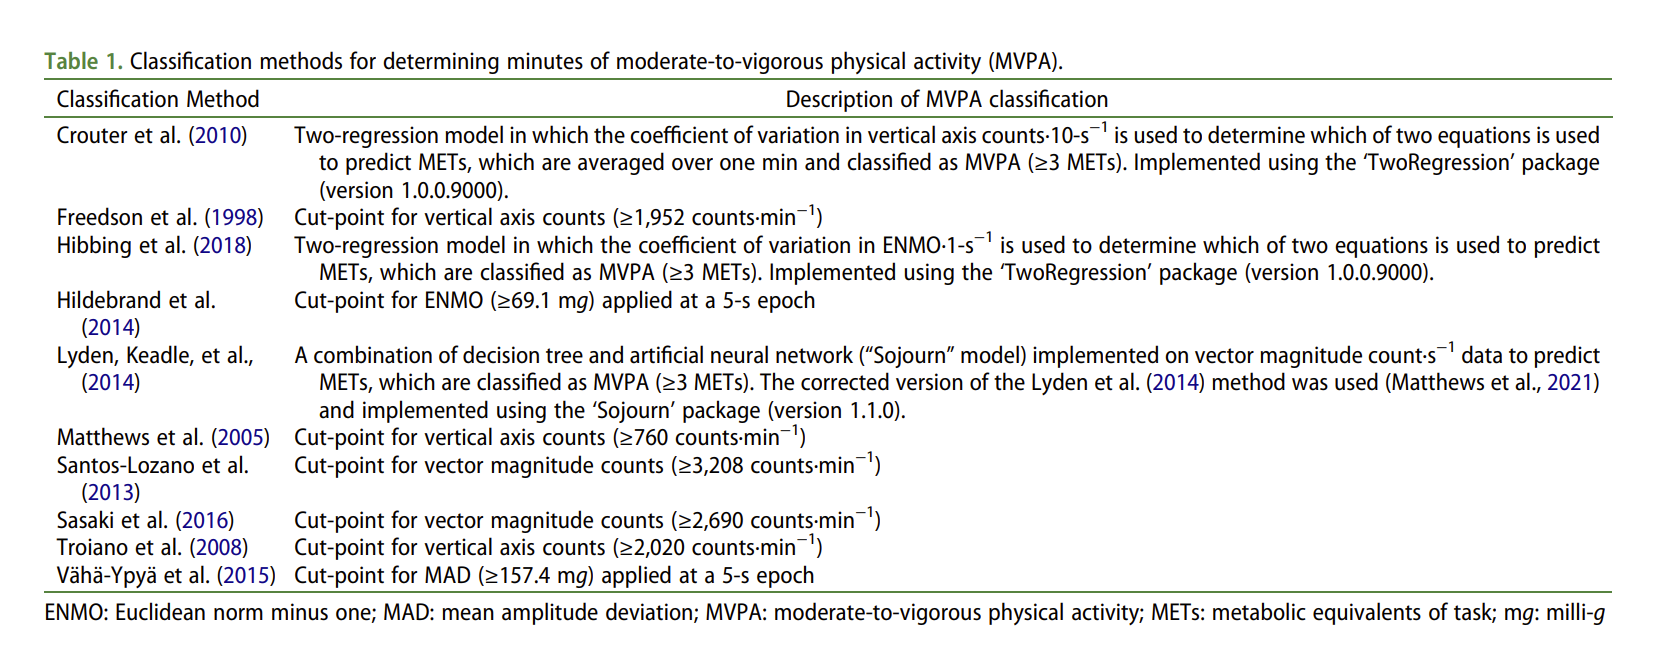 Table 1. Classification methods for determining minutes of moderate-to-vigorous physical activity (MVPA).
Classification Method Description of MVPA classification
Crouter et al. (2010) Two-regression model in which the coefficient of variation in vertical axis counts·10-s⁻¹ is used to determine which of two equations is used
to predict METs, which are averaged over one min and classified as MVPA (≥3 METs). Implemented using the ‘TwoRegression’ package
(version 1.0.0.9000).
Freedson et al. (1998) Cut-point for vertical axis counts (≥1,952 counts·min⁻¹)
Hibbing et al. (2018) Two-regression model in which the coefficient of variation in ENMO·1-s⁻¹ is used to determine which of two equations is used to predict
METs, which are classified as MVPA (≥3 METs). Implemented using the ‘TwoRegression’ package (version 1.0.0.9000).
Hildebrand et al. Cut-point for ENMO (≥69.1 mg) applied at a 5-s epoch
(2014)
Lyden, Keadle, et al., A combination of decision tree and artificial neural network (“Sojourn” model) implemented on vector magnitude count·s⁻¹ data to predict
(2014) METs, which are classified as MVPA (≥3 METs). The corrected version of the Lyden et al. (2014) method was used (Matthews et al., 2021)
and implemented using the ‘Sojourn’ package (version 1.1.0).
Matthews et al. (2005) Cut-point for vertical axis counts (≥760 counts·min⁻¹)
Santos-Lozano et al. Cut-point for vector magnitude counts (≥3,208 counts·min⁻¹)
(2013)
Sasaki et al. (2016) Cut-point for vector magnitude counts (≥2,690 counts·min⁻¹)
Troiano et al. (2008) Cut-point for vertical axis counts (≥2,020 counts·min⁻¹)
Vähä-Ypyä et al. (2015) Cut-point for MAD (≥157.4 mg) applied at a 5-s epoch
ENMO: Euclidean norm minus one; MAD: mean amplitude deviation; MVPA: moderate-to-vigorous physical activity; METs: metabolic equivalents of task; mg: milli-g